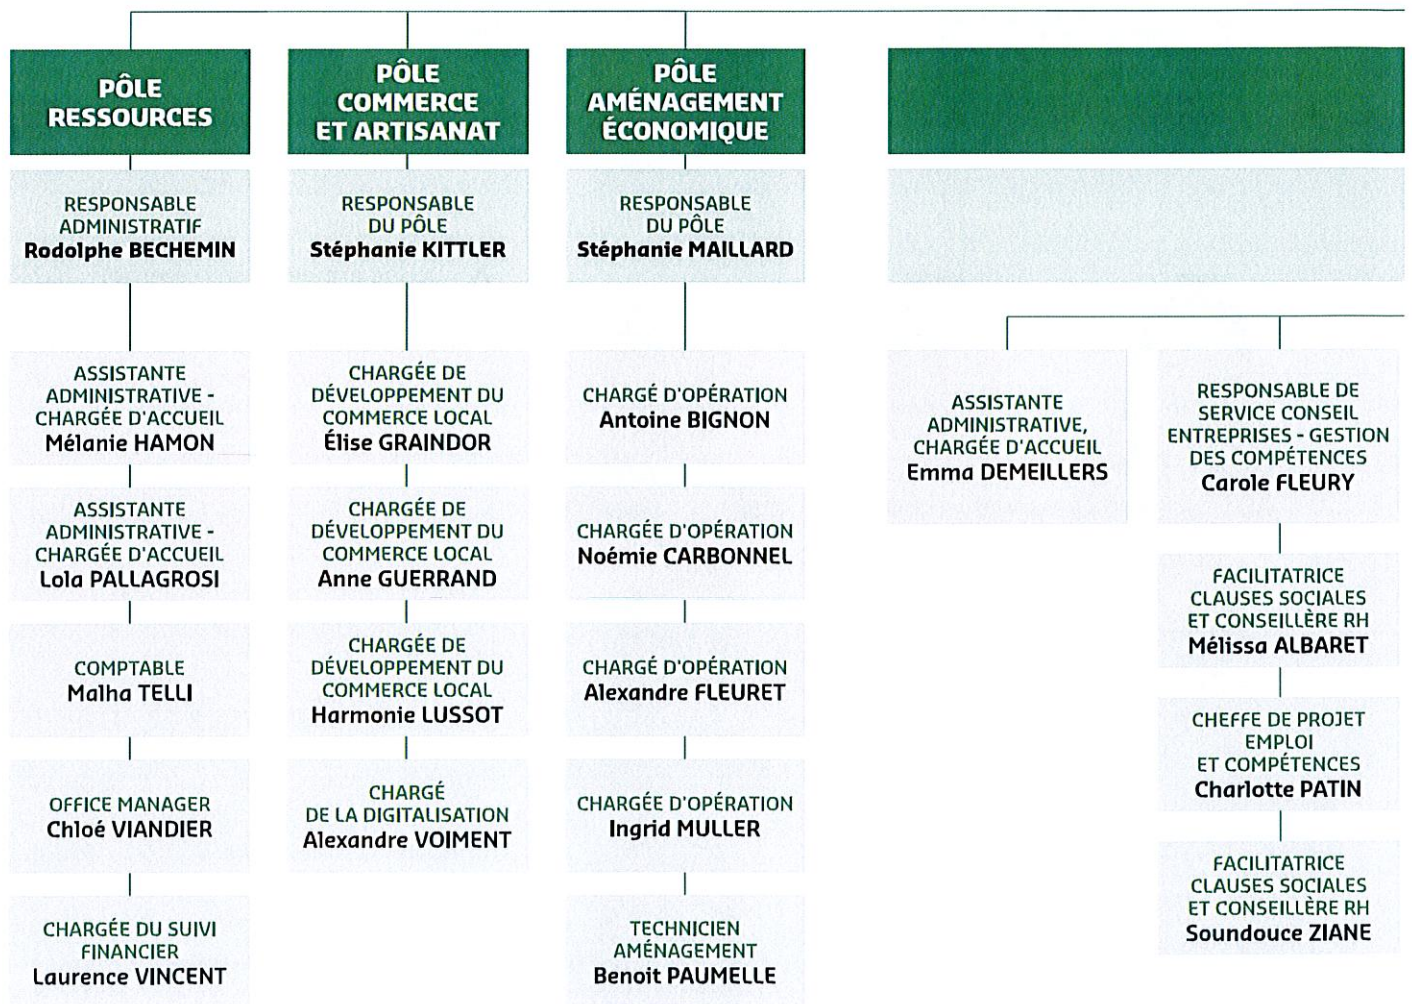 PÔLE
RESSOURCES
RESPONSABLE
ADMINISTRATIF
Rodolphe BECHEMIN
ASSISTANTE
ADMINISTRATIVE -
CHARGÉE D'ACCUEIL
Mélanie HAMON
ASSISTANTE
ADMINISTRATIVE -
CHARGÉE D'ACCUEIL
Lola PALLAGROSI
COMPTABLE
Malha TELLI
OFFICE MANAGER
Chloé VIANDIER
CHARGÉE DU SUIVI
FINANCIER
Laurence VINCENT
PÔLE
COMMERCE
ET ARTISANAT
RESPONSABLE
DU PÔLE
Stéphanie KITTLER
CHARGÉE DE
DÉVELOPPEMENT DU
COMMERCE LOCAL
Élise GRAINDOR
CHARGÉE DE
DÉVELOPPEMENT DU
COMMERCE LOCAL
Anne GUERRAND
CHARGÉE DE
DÉVELOPPEMENT DU
COMMERCE LOCAL
Harmonie LUSSOT
CHARGÉ
DE LA DIGITALISATION
Alexandre VOIMENT
PÔLE
AMÉNAGEMENT
ÉCONOMIQUE
RESPONSABLE
DU PÔLE
Stéphanie MAILLARD
CHARGÉ D'OPÉRATION
Antoine BIGNON
CHARGÉE D'OPÉRATION
Noémie CARBONNEL
CHARGÉ D'OPÉRATION
Alexandre FLEURET
CHARGÉE D'OPÉRATION
Ingrid MULLER
TECHNICIEN
AMÉNAGEMENT
Benoit PAUMELLE
ASSISTANTE
ADMINISTRATIVE,
CHARGÉE D'ACCUEIL
Emma DEMEILLERS
RESPONSABLE DE
SERVICE CONSEIL
ENTREPRISES - GESTION
DES COMPÉTENCES
Carole FLEURY
FACILITATRICE
CLAUSES SOCIALES
ET CONSEILLÈRE RH
Mélissa ALBARET
CHEFFE DE PROJET
EMPLOI
ET COMPÉTENCES
Charlotte PATIN
FACILITATRICE
CLAUSES SOCIALES
ET CONSEILLÈRE RH
Soundouce ZIANE